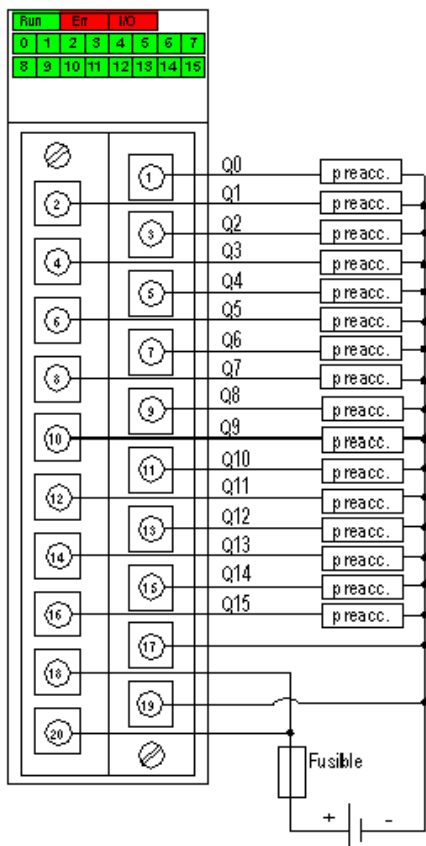 Run Err I/O
0 1 2 3 4 5 6 7
8 9 10 11 12 13 14 15
1 Q0 preacc.
2 Q1 preacc.
3 Q2 preacc.
4 Q3 preacc.
5 Q4 preacc.
6 Q5 preacc.
7 Q6 preacc.
8 Q7 preacc.
9 Q8 preacc.
10 Q9 preacc.
11 Q10 preacc.
12 Q11 preacc.
13 Q12 preacc.
14 Q13 preacc.
15 Q14 preacc.
16 Q15 preacc.
17
18
19
20
Fusible
+ -